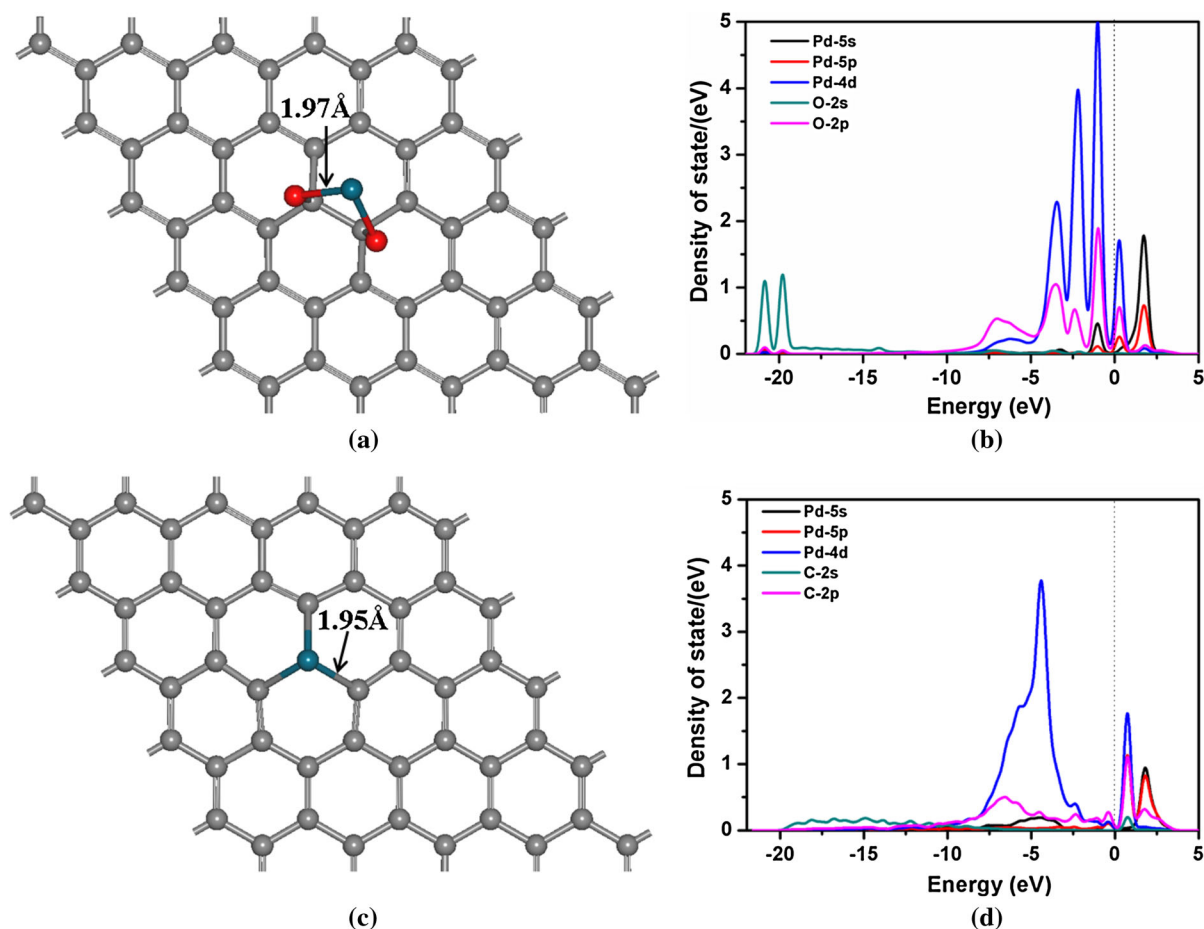 1.97Å
(a)
Density of state/(eV)
5
4
3
2
1
0
Pd-5s
Pd-5p
Pd-4d
O-2s
O-2p
-20
-15
-10
-5
0
5
Energy (eV)
(b)
1.95Å
(c)
Density of state/(eV)
5
4
3
2
1
0
Pd-5s
Pd-5p
Pd-4d
C-2s
C-2p
-20
-15
-10
-5
0
5
Energy (eV)
(d)